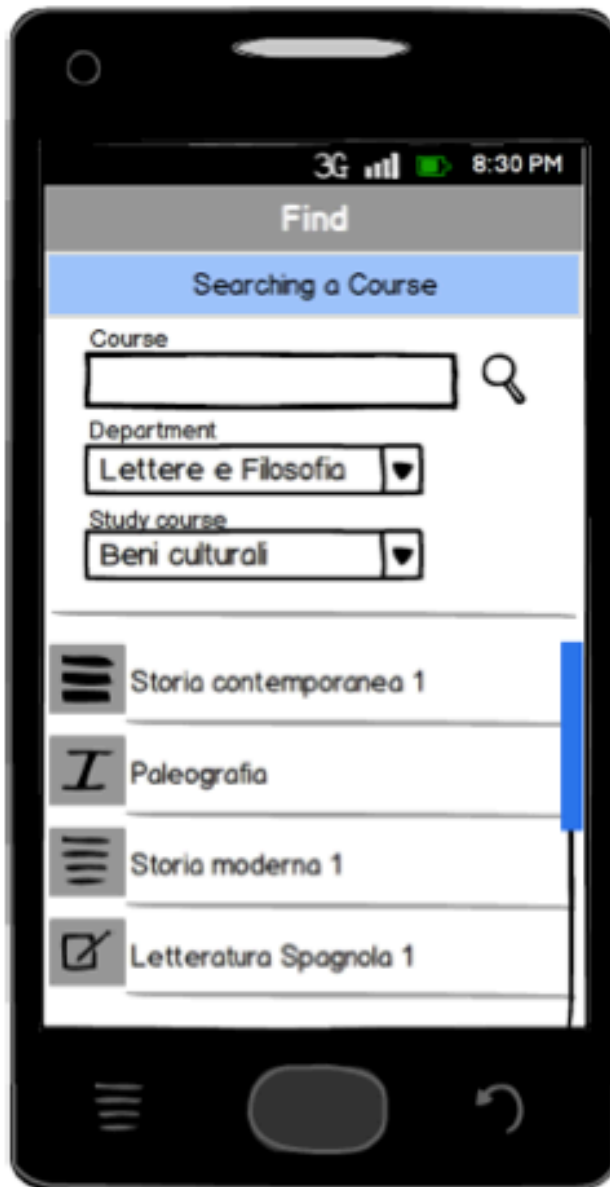 3G 8:30 PM
Find
Searching a Course
Course
Department
Lettere e Filosofia
Study course
Beni culturali
Storia contemporanea 1
Paleografia
Storia moderna 1
Letteratura Spagnola 1